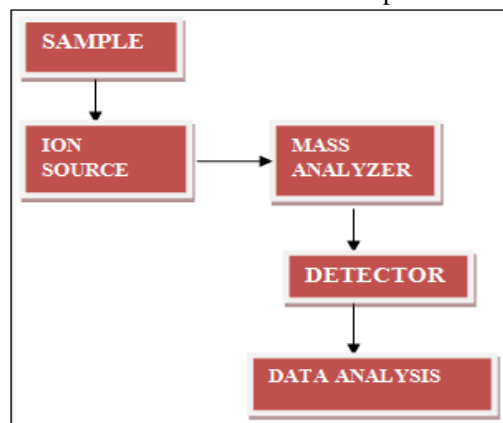 SAMPLE
ION
SOURCE
MASS
ANALYZER
DETECTOR
DATA ANALYSIS